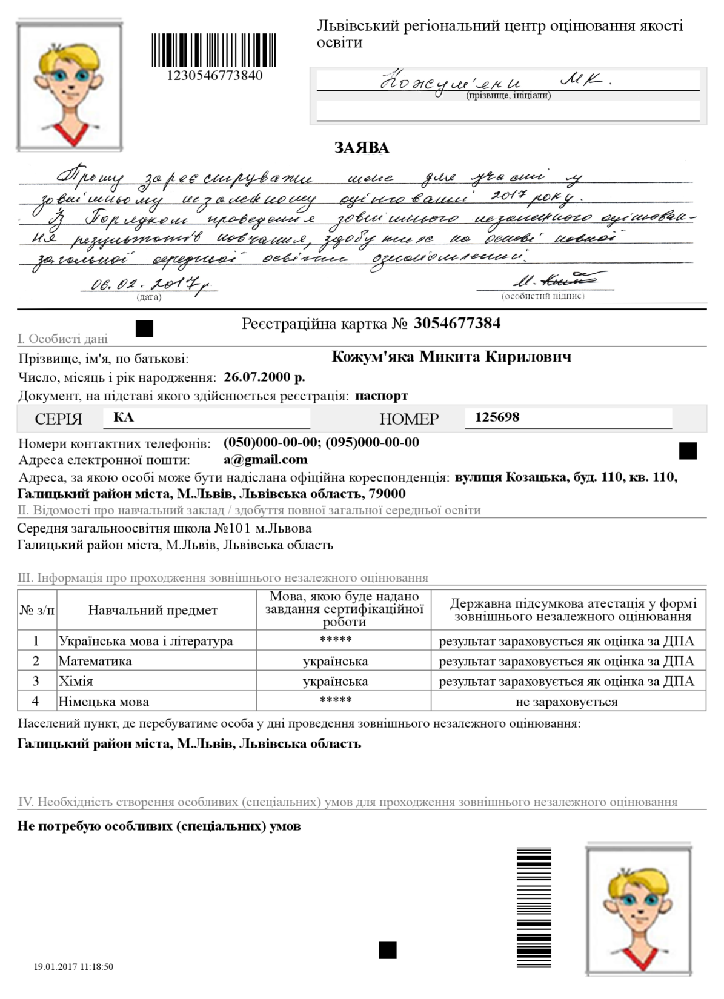 Львівський регіональний центр оцінювання якості
освіти
1230546773840
Кожум'яки М К.
(прізвище, ініціали)
ЗАЯВА
Прошу зареєструвати мене для участі у
зовнішньому незалежному оцінюванні 2017 року.
Із Порядком проведення зовнішнього незалежного оцінюван-
ня результатів навчання, здобутих на основі повної
загальної середньої освіти ознайомлений.
06.02.2017 р.
(дата)
М.
(особистий підпис)
Реєстраційна картка № 3054677384
I. Особисті дані
Прізвище, ім'я, по батькові: Кожум'яка Микита Кирилович
Число, місяць і рік народження: 26.07.2000 р.
Документ, на підставі якого здійснюється реєстрація: паспорт
СЕРІЯ КА НОМЕР 125698
Номери контактних телефонів: (050)000-00-00; (095)000-00-00
Адреса електронної пошти: a@gmail.com
Адреса, за якою особі може бути надіслана офіційна кореспонденція: вулиця Козацька, буд. 110, кв. 110,
Галицький район міста, М.Львів, Львівська область, 79000
II. Відомості про навчальний заклад / здобуття повної загальної середньої освіти
Середня загальноосвітня школа №101 м.Львова
Галицький район міста, М.Львів, Львівська область
III. Інформація про проходження зовнішнього незалежного оцінювання
№ з/п Навчальний предмет Мова, якою буде надано завдання сертифікаційної роботи Державна підсумкова атестація у формі зовнішнього незалежного оцінювання
1 Українська мова і література ***** результат зараховується як оцінка за ДПА
2 Математика українська результат зараховується як оцінка за ДПА
3 Хімія українська результат зараховується як оцінка за ДПА
4 Німецька мова ***** не зараховується
Населений пункт, де перебуватиме особа у дні проведення зовнішнього незалежного оцінювання:
Галицький район міста, М.Львів, Львівська область
IV. Необхідність створення особливих (спеціальних) умов для проходження зовнішнього незалежного оцінювання
Не потребую особливих (спеціальних) умов
19.01.2017 11:18:50